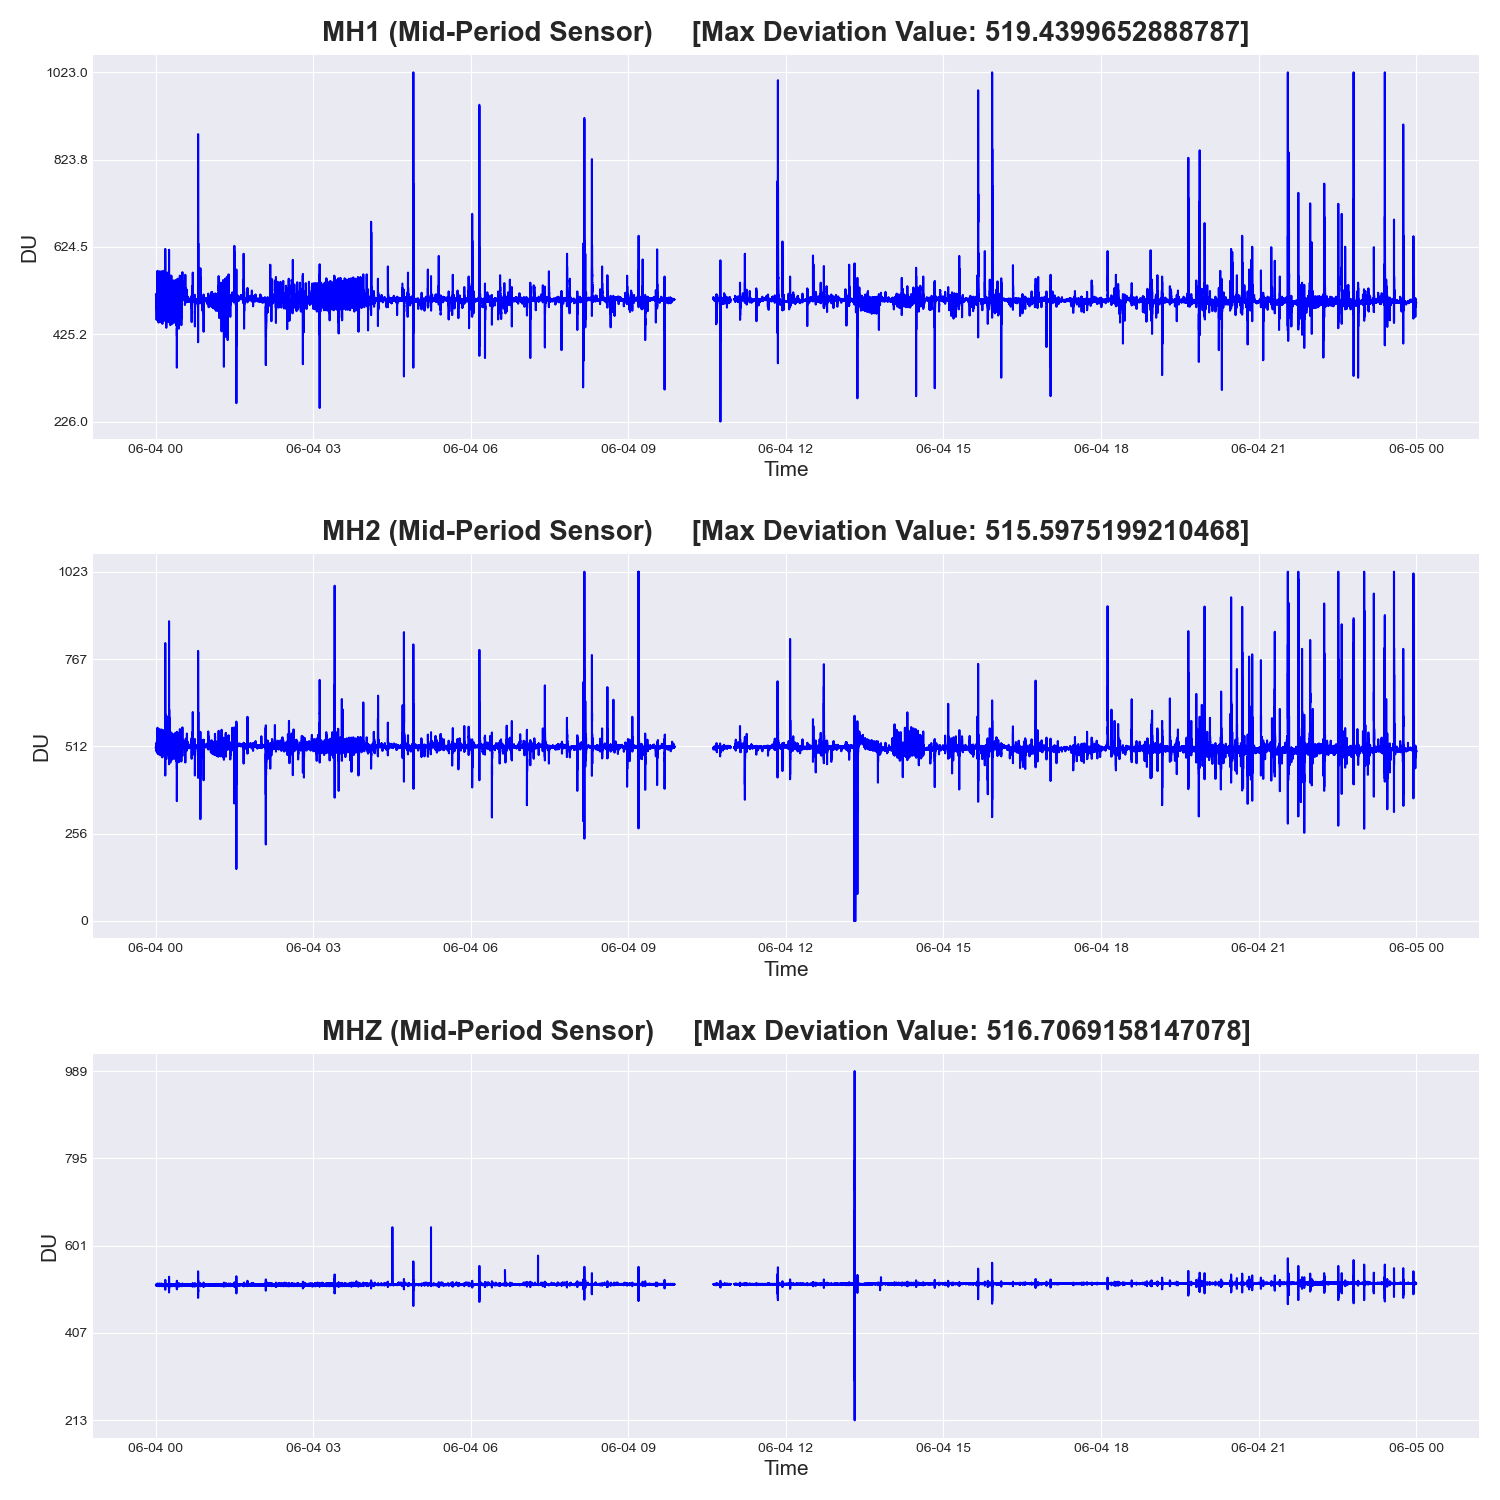 MH1 (Mid-Period Sensor) [Max Deviation Value: 519.4399652888787]
1023.0
823.8
624.5
425.2
226.0
DU
06-04 00 06-04 03 06-04 06 06-04 09 06-04 12 06-04 15 06-04 18 06-04 21 06-05 00
Time
MH2 (Mid-Period Sensor) [Max Deviation Value: 515.5975199210468]
1023
767
512
256
0
DU
06-04 00 06-04 03 06-04 06 06-04 09 06-04 12 06-04 15 06-04 18 06-04 21 06-05 00
Time
MHZ (Mid-Period Sensor) [Max Deviation Value: 516.7069158147078]
989
795
601
407
213
DU
06-04 00 06-04 03 06-04 06 06-04 09 06-04 12 06-04 15 06-04 18 06-04 21 06-05 00
Time